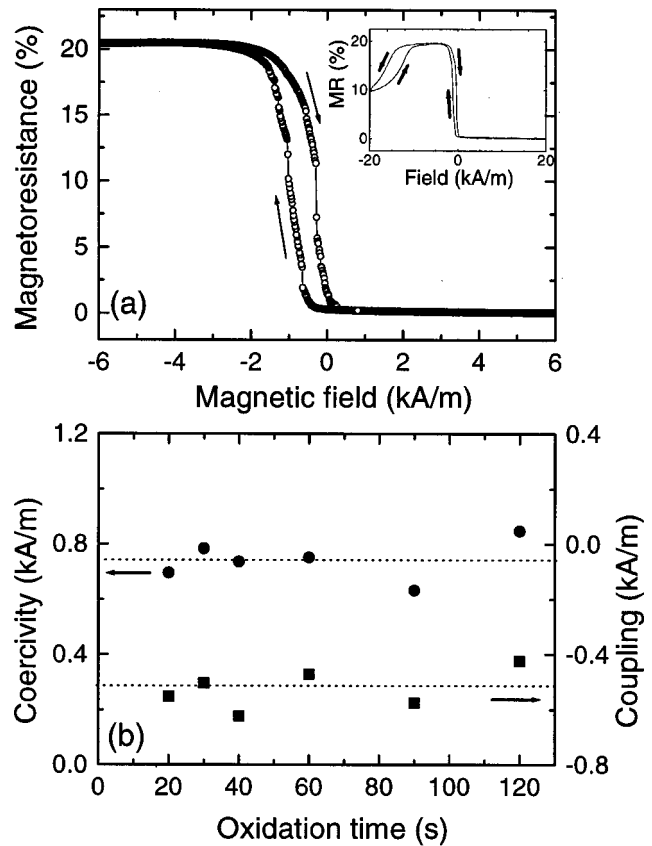 (a)
Magnetoresistance (%)
20
15
10
5
0
-6 -4 -2 0 2 4 6
Magnetic field (kA/m)
MR (%)
20
10
0
-20 0 20
Field (kA/m)
(b)
Coercivity (kA/m)
1.2
0.8
0.4
0.0
0.4
0.0
-0.4
-0.8
Coupling (kA/m)
0 20 40 60 80 100 120
Oxidation time (s)